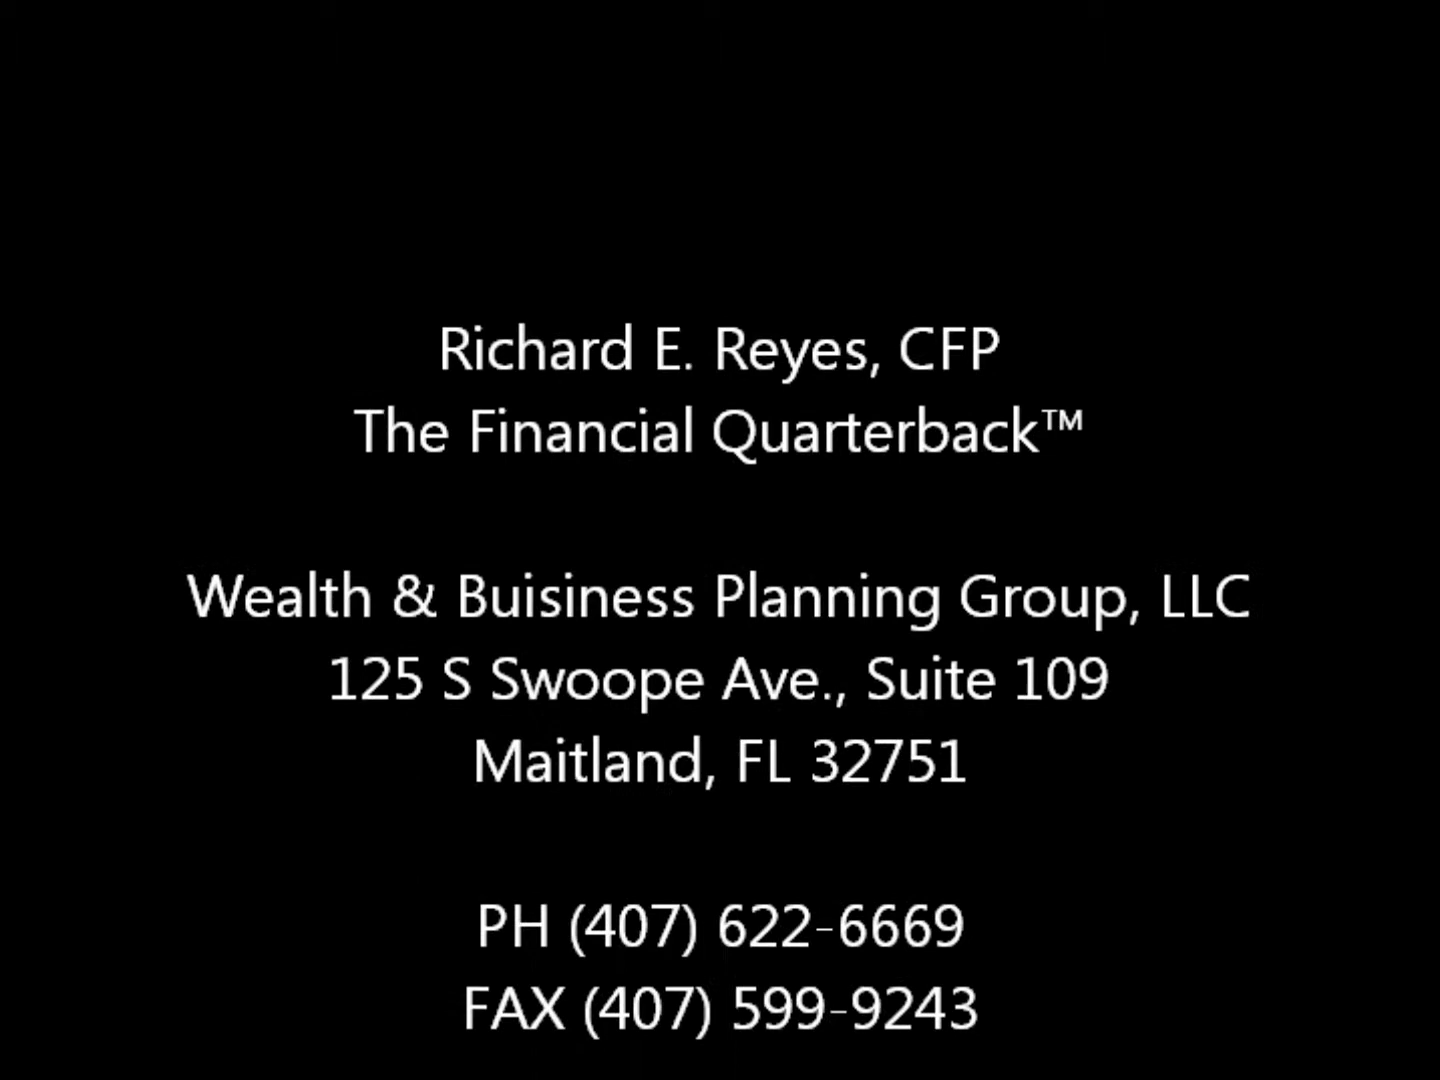 Richard E. Reyes, CFP
The Financial Quarterback™
Wealth & Buisiness Planning Group, LLC
125 S Swoope Ave., Suite 109
Maitland, FL 32751
PH (407) 622-6669
FAX (407) 599-9243